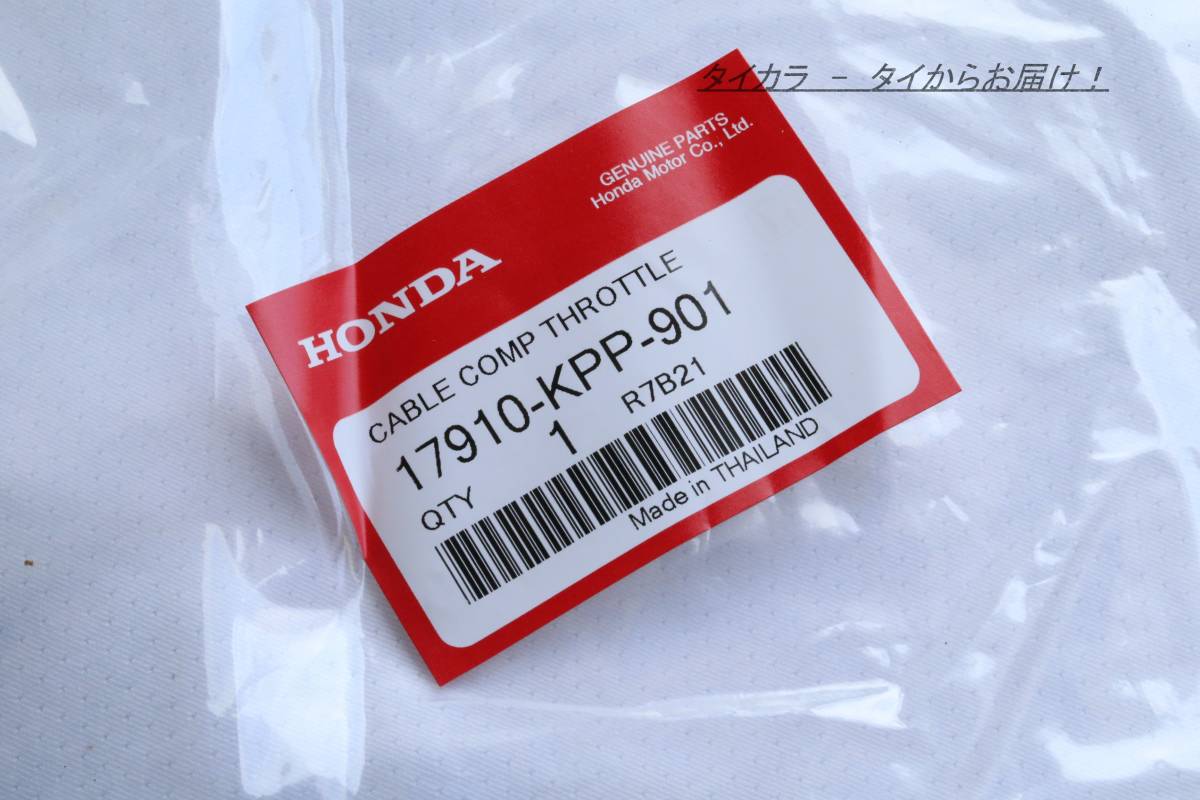 タイカラ - タイからお届け!
GENUINE PARTS
Honda Motor Co., Ltd.
HONDA
CABLE COMP THROTTLE
17910-KPP-901
QTY 1 R7B21
Made in THAILAND